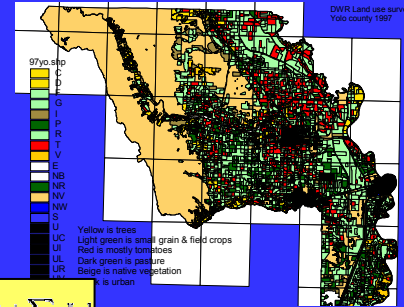 DWR Land use surv
Yolo county 1997
97yo.shp
C
D
F
G
I
P
R
T
V
E
NB
NR
NV
NW
S
U
UC
UI
UL
UR
Yellow is trees
Light green is small grain & field crops
Red is mostly tomatoes
Dark green is pasture
Beige is native vegetation
is urban